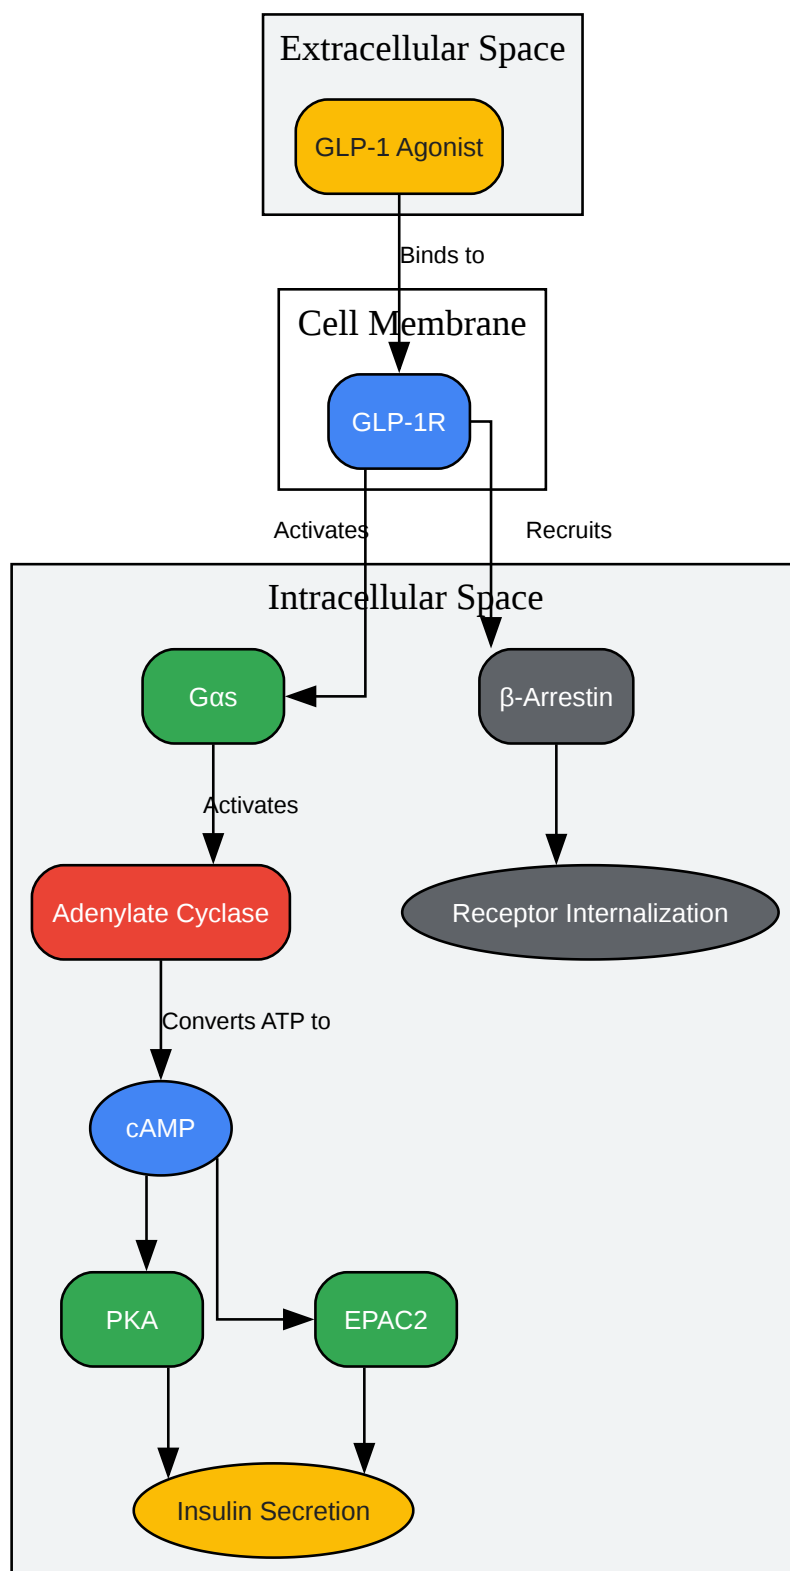 Extracellular Space
GLP-1 Agonist
Binds to
Cell Membrane
GLP-1R
Activates
Recruits
Intracellular Space
Gαs
β-Arrestin
Activates
Adenylate Cyclase
Receptor Internalization
Converts ATP to
cAMP
PKA
EPAC2
Insulin Secretion